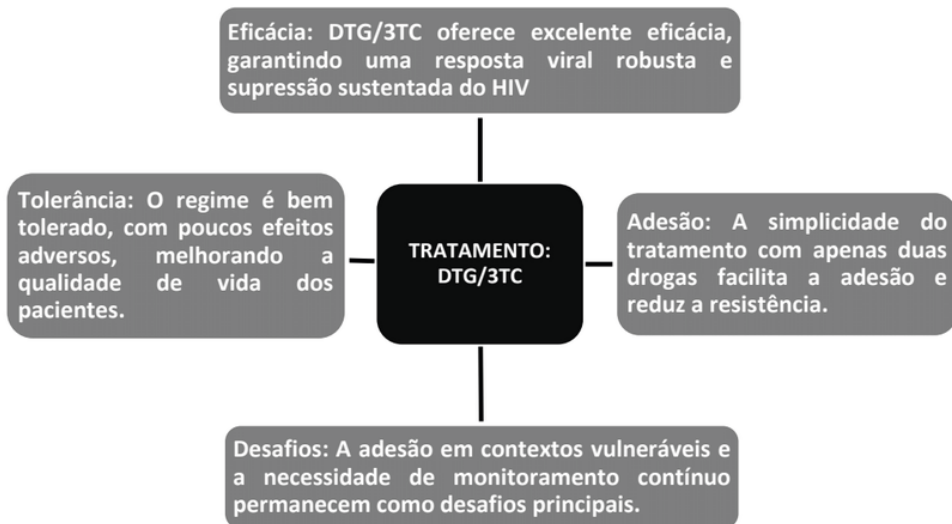 Eficácia: DTG/3TC oferece excelente eficácia,
garantindo uma resposta viral robusta e
supressão sustentada do HIV
Tolerância: O regime é bem
tolerado, com poucos efeitos
adversos, melhorando a
qualidade de vida dos
pacientes.
TRATAMENTO:
DTG/3TC
Adesão: A simplicidade do
tratamento com apenas duas
drogas facilita a adesão e
reduz a resistência.
Desafios: A adesão em contextos vulneráveis e
a necessidade de monitoramento contínuo
permanecem como desafios principais.